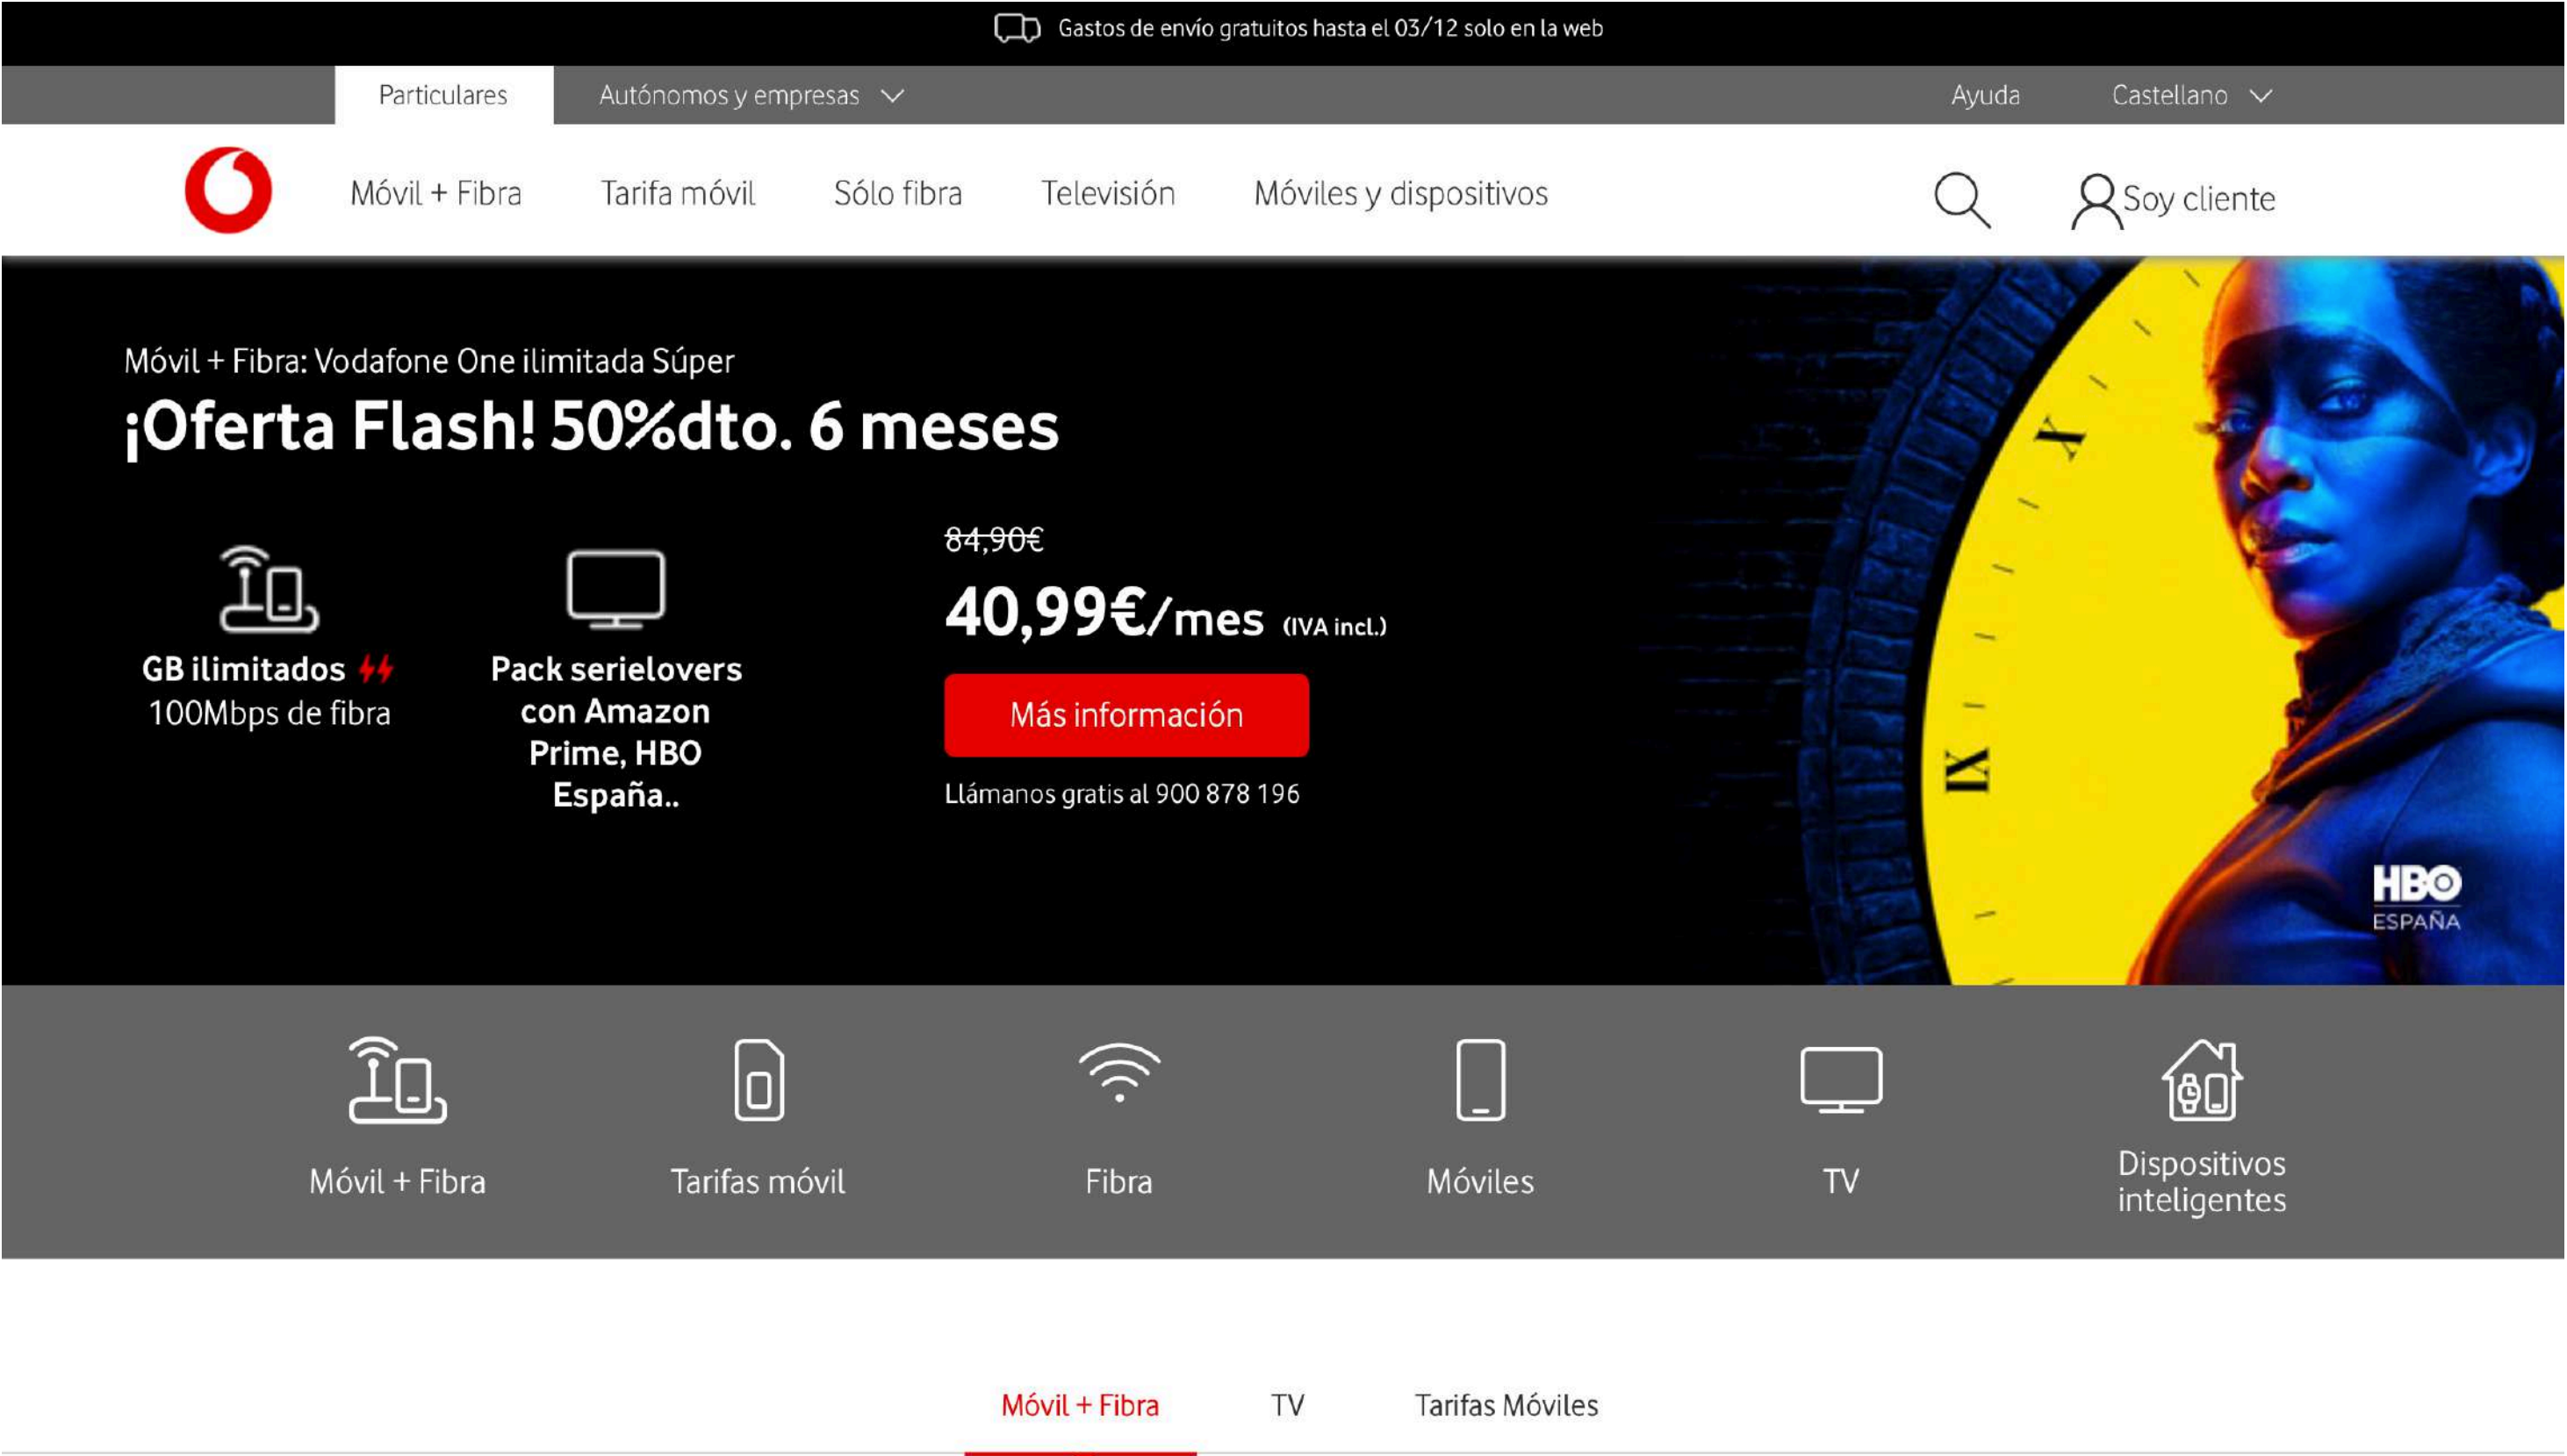 Gastos de envío gratuitos hasta el 03/12 solo en la web
Particulares
Autónomos y empresas
Ayuda
Castellano
Móvil + Fibra
Tarifa móvil
Sólo fibra
Televisión
Móviles y dispositivos
Soy cliente
Móvil + Fibra: Vodafone One ilimitada Súper
¡Oferta Flash! 50%dto. 6 meses
GB ilimitados
100Mbps de fibra
Pack serielovers
con Amazon
Prime, HBO
España..
84,90€
40,99€/mes (IVA incl.)
Más información
Llámanos gratis al 900 878 196
X
IX
HBO
ESPAÑA
Móvil + Fibra
Tarifas móvil
Fibra
Móviles
TV
Dispositivos
inteligentes
Móvil + Fibra
TV
Tarifas Móviles